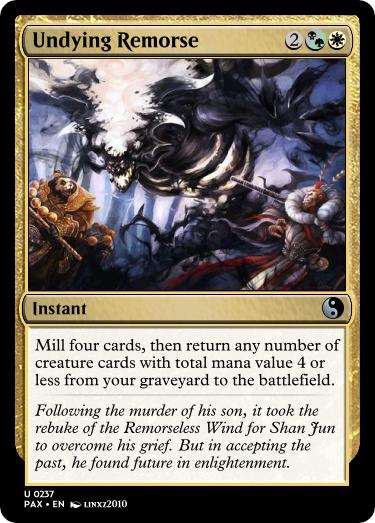 Undying Remorse 2
Instant
Mill four cards, then return any number of
creature cards with total mana value 4 or
less from your graveyard to the battlefield.
Following the murder of his son, it took the
rebuke of the Remorseless Wind for Shan Jun
to overcome his grief. But in accepting the
past, he found future in enlightenment.
U 0237
PAX • EN LINXZ2010